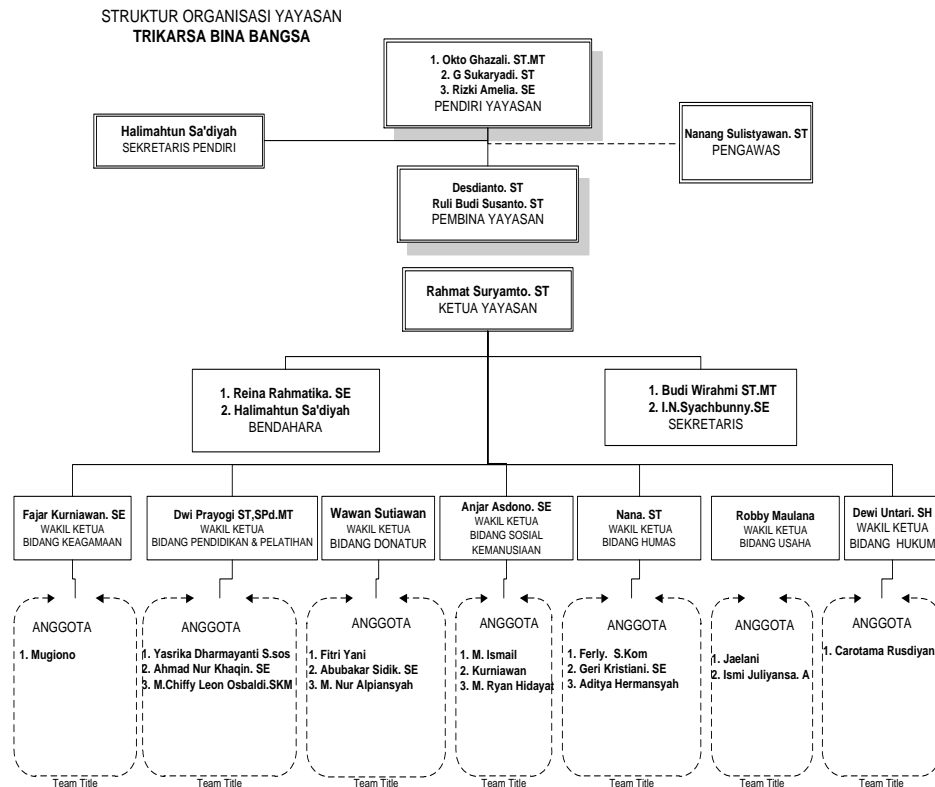 STRUKTUR ORGANISASI YAYASAN
TRIKARSA BINA BANGSA
1. Okto Ghazali. ST.MT
2. G Sukaryadi. ST
3. Rizki Amelia. SE
PENDIRI YAYASAN
Halimahtun Sa'diyah
SEKRETARIS PENDIRI
Nanang Sulistyawan. ST
PENGAWAS
Desdianto. ST
Ruli Budi Susanto. ST
PEMBINA YAYASAN
Rahmat Suryamto. ST
KETUA YAYASAN
1. Reina Rahmatika. SE
2. Halimahtun Sa'diyah
BENDAHARA
1. Budi Wirahmi ST.MT
2. I.N.Syachbunny.SE
SEKRETARIS
Fajar Kurniawan. SE
WAKIL KETUA
BIDANG KEAGAMAAN
Dwi Prayogi ST,SPd.MT
WAKIL KETUA
BIDANG PENDIDIKAN & PELATIHAN
Wawan Sutiawan
WAKIL KETUA
BIDANG DONATUR
Anjar Asdono. SE
WAKIL KETUA
BIDANG SOSIAL
KEMANUSIAAN
Nana. ST
WAKIL KETUA
BIDANG HUMAS
Robby Maulana
WAKIL KETUA
BIDANG USAHA
Dewi Untari. SH
WAKIL KETUA
BIDANG HUKUM
ANGGOTA
1. Mugiono
Team Title
ANGGOTA
1. Yasrika Dharmayanti S.sos
2. Ahmad Nur Khaqin. SE
3. M.Chiffy Leon Osbaldi.SKM
Team Title
ANGGOTA
1. Fitri Yani
2. Abubakar Sidik. SE
3. M. Nur Alpiansyah
Team Title
ANGGOTA
1. M. Ismail
2. Kurniawan
3. M. Ryan Hidayat
Team Title
ANGGOTA
1. Ferly. S.Kom
2. Geri Kristiani. SE
3. Aditya Hermansyah
Team Title
ANGGOTA
1. Jaelani
2. Ismi Juliyansa. A
Team Title
ANGGOTA
1. Carotama Rusdiyan
Team Title